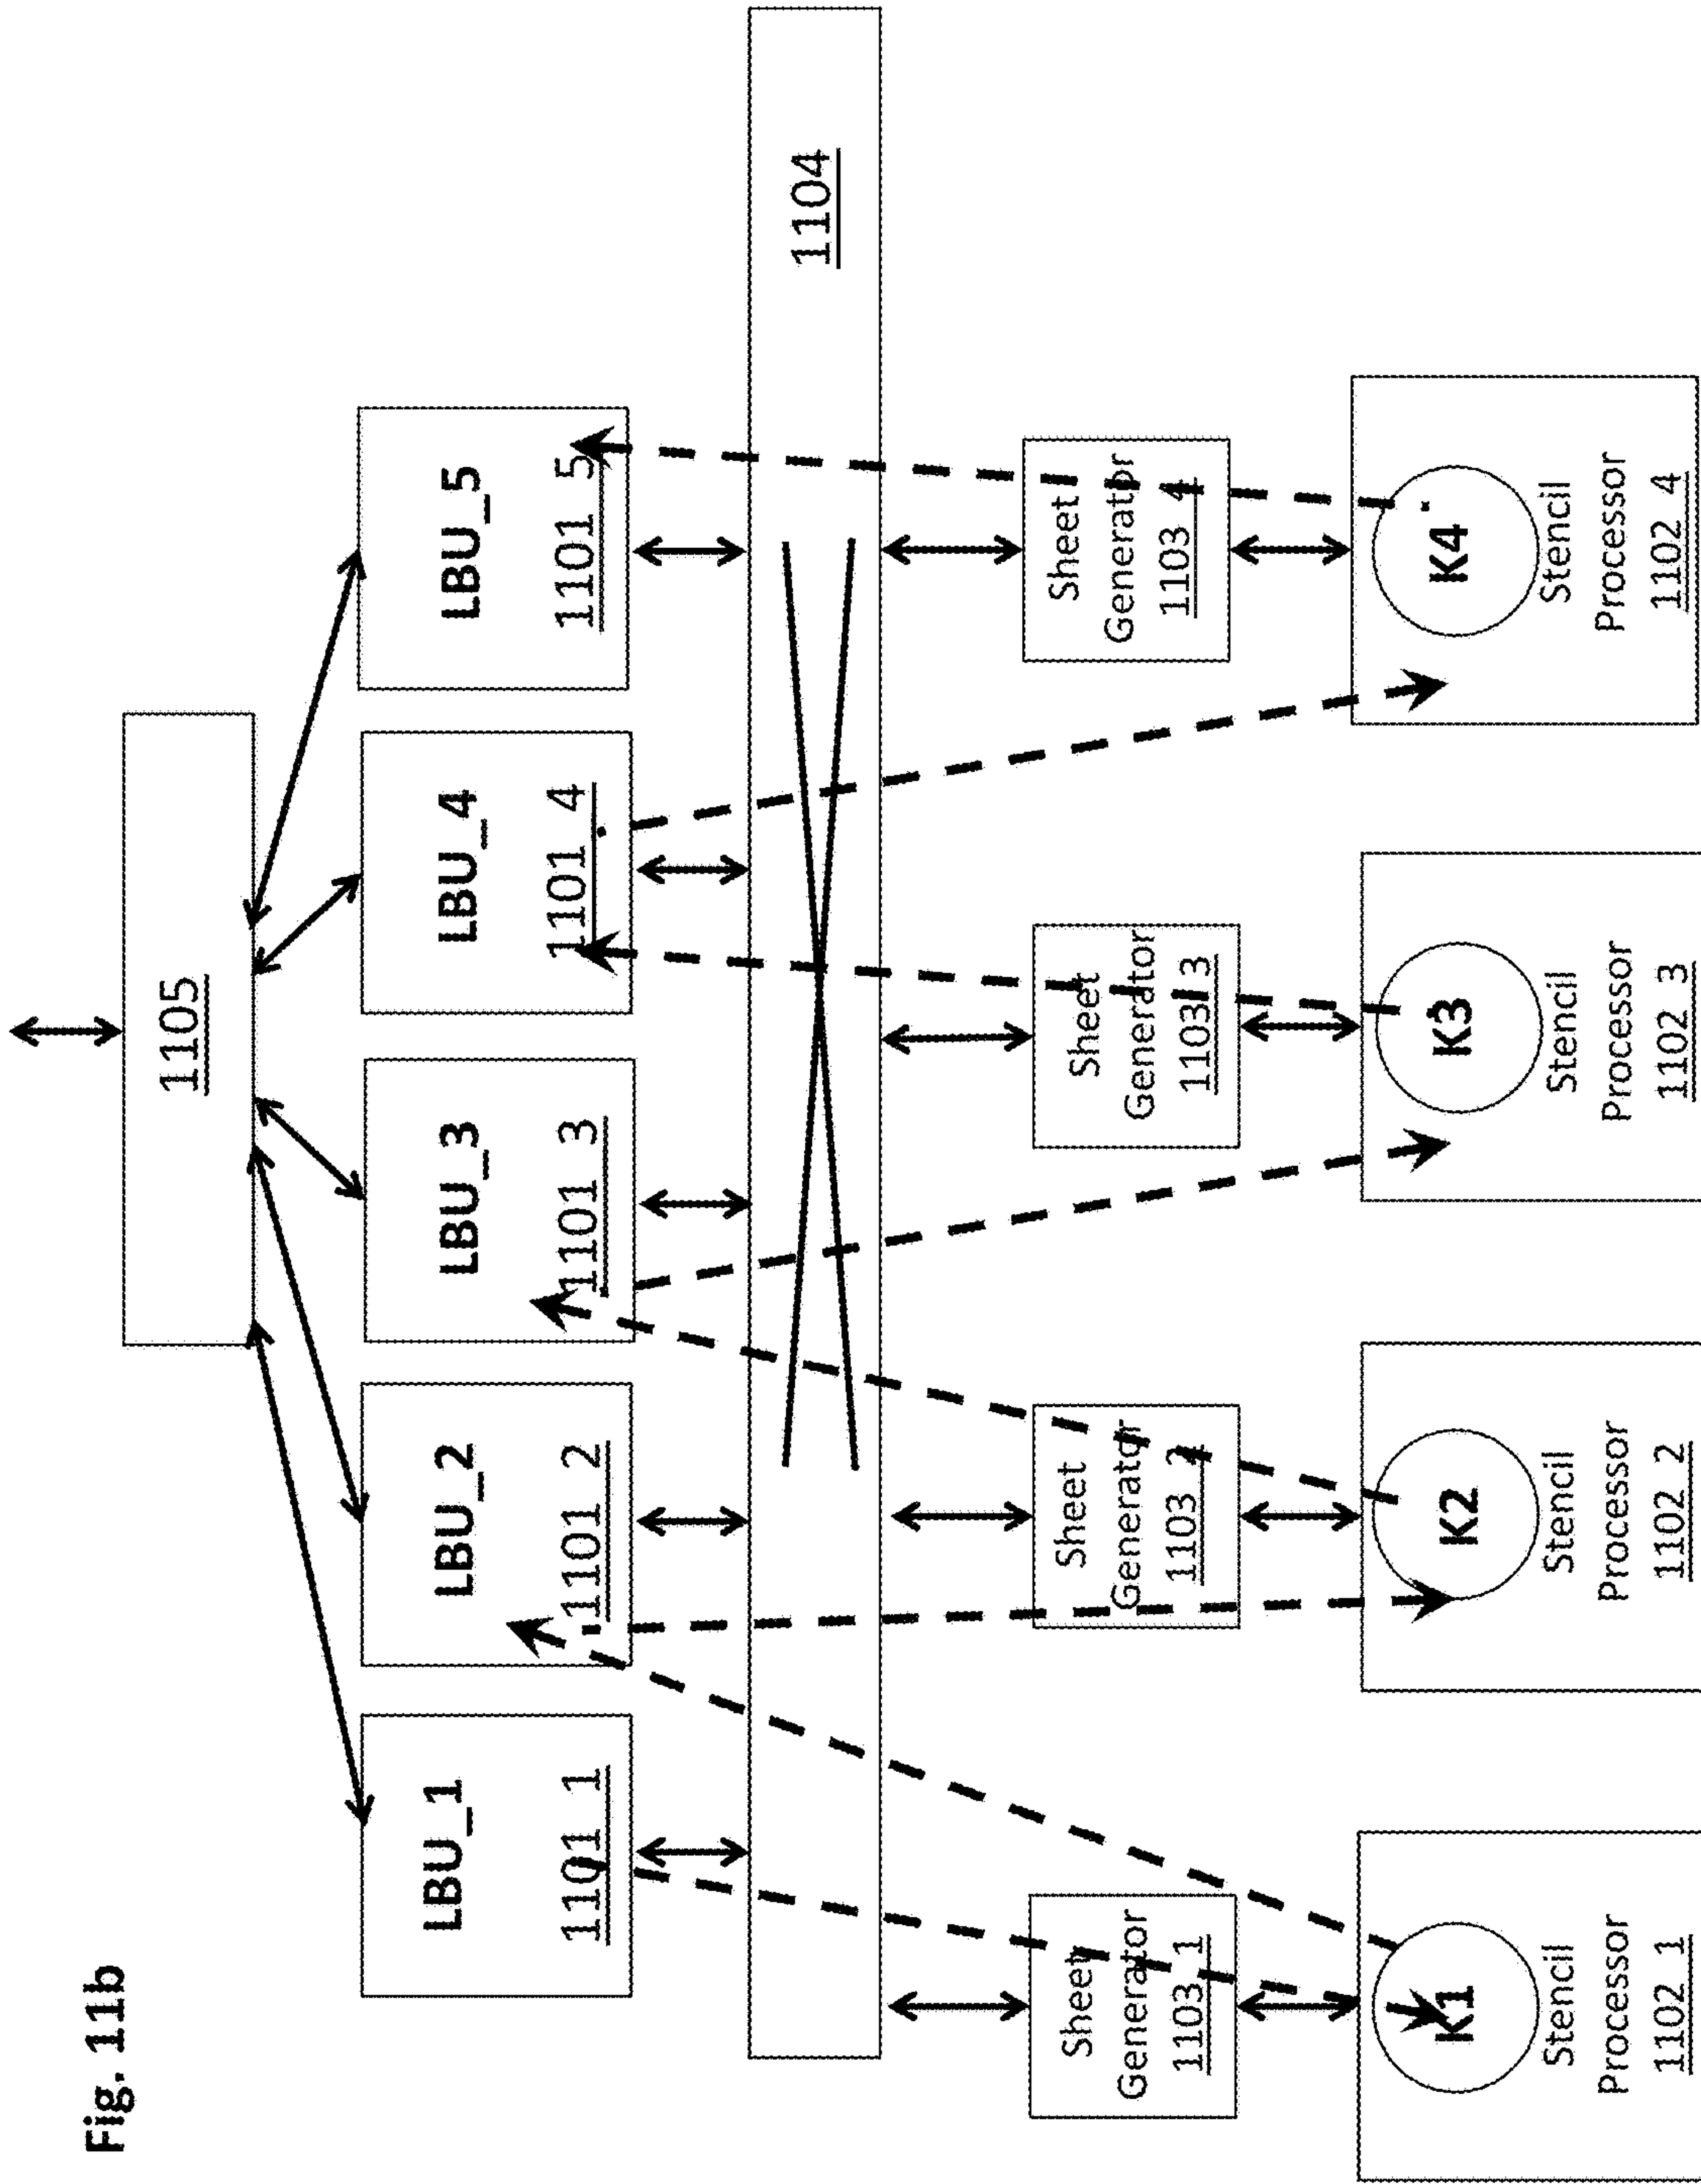 Fig. 11b
1105
LBU_1
1101_1
LBU_2
1101_2
LBU_3
1101_3
LBU_4
1101_4
LBU_5
1101_5
1104
Sheet
Generator
1103_1
Sheet
Generator
1103_2
Sheet
Generator
1103_3
Sheet
Generator
1103_4
K1
Stencil
Processor
1102_1
K2
Stencil
Processor
1102_2
K3
Stencil
Processor
1102_3
K4
Stencil
Processor
1102_4